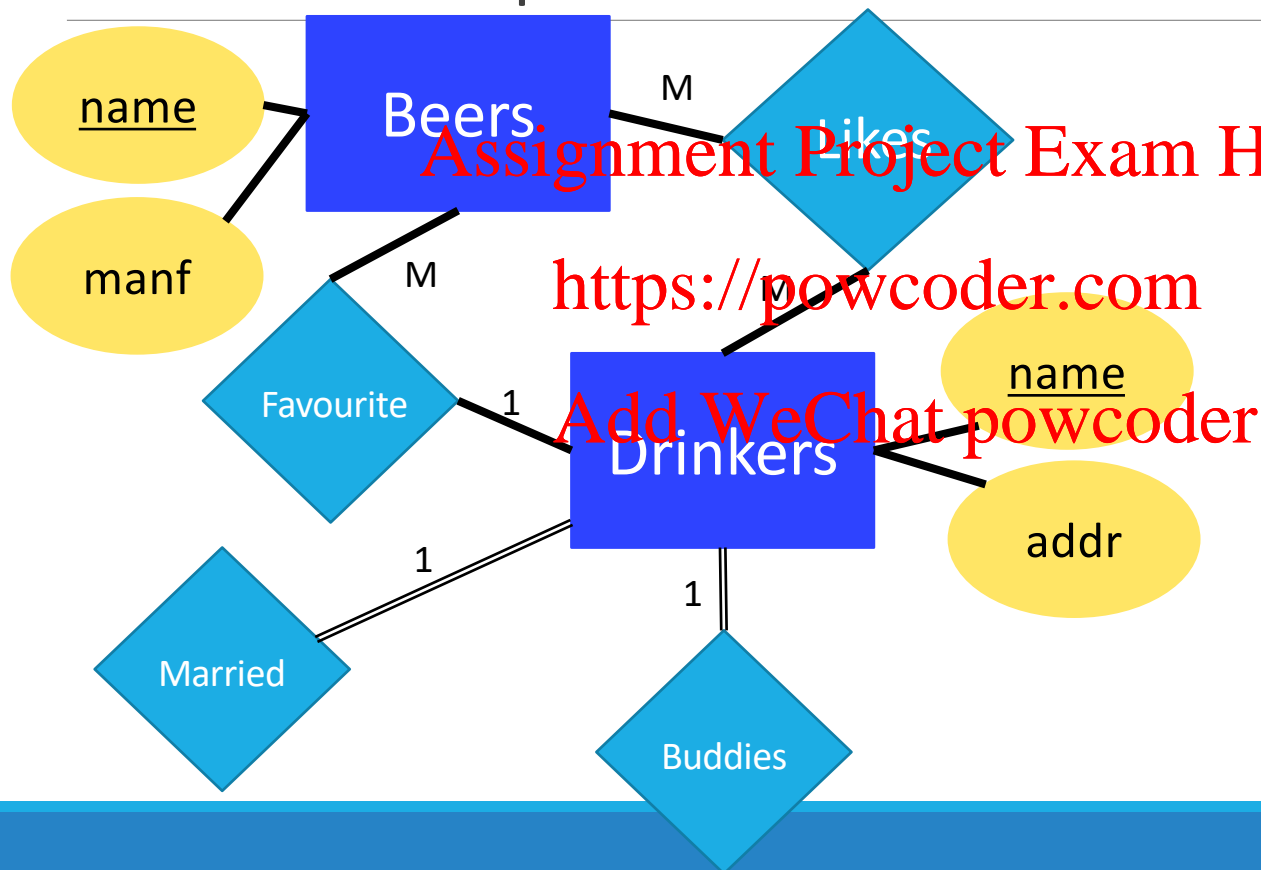 name
Beers
M
Likes
Assignment Project Exam H
manf
M
https://powcoder.com
M
name
Favourite
1
Add WeChat powcoder
Drinkers
addr
1
1
Married
Buddies